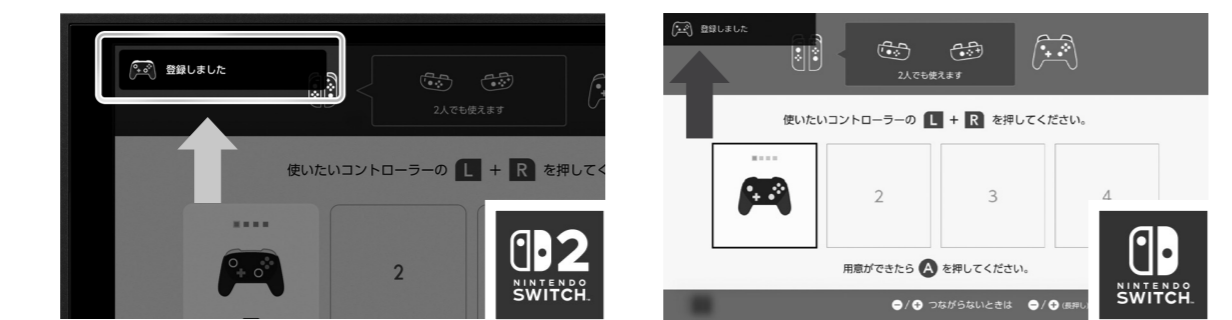 登録しました
2人でも使えます
使いたいコントローラーの L + R を押してく
2
2
NINTENDO
SWITCH
登録しました
2人でも使えます
使いたいコントローラーの L + R を押してください。
2
3
4
用意ができたら A を押してください。
つながらないときは
(長押し)
NINTENDO
SWITCH